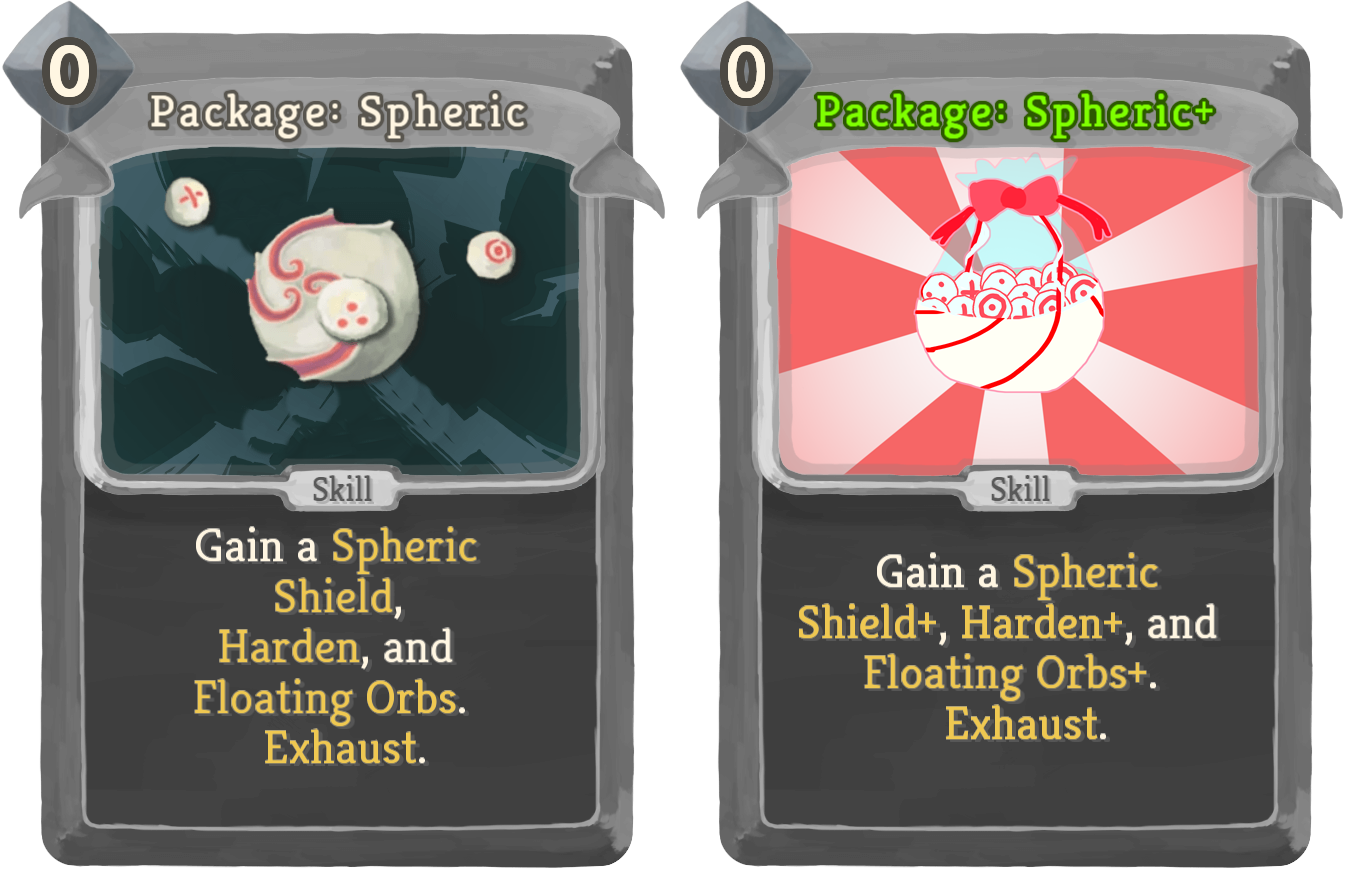 0
Package: Spheric
Skill
Gain a Spheric
Shield,
Harden, and
Floating Orbs.
Exhaust.
0
Package: Spheric+
Skill
Gain a Spheric
Shield+, Harden+, and
Floating Orbs+.
Exhaust.